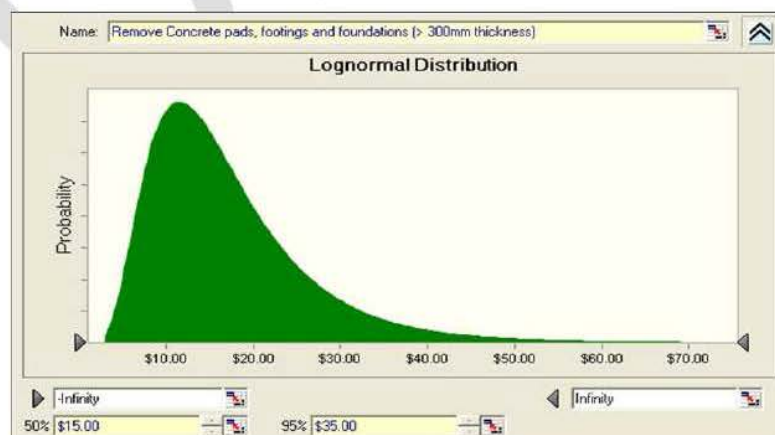 Name: Remove Concrete pads, footings and foundations (> 300mm thickness)
Lognormal Distribution
Probability
$10.00 $20.00 $30.00 $40.00 $50.00 $60.00 $70.00
-Infinity Infinity
50% $15.00 95% $35.00